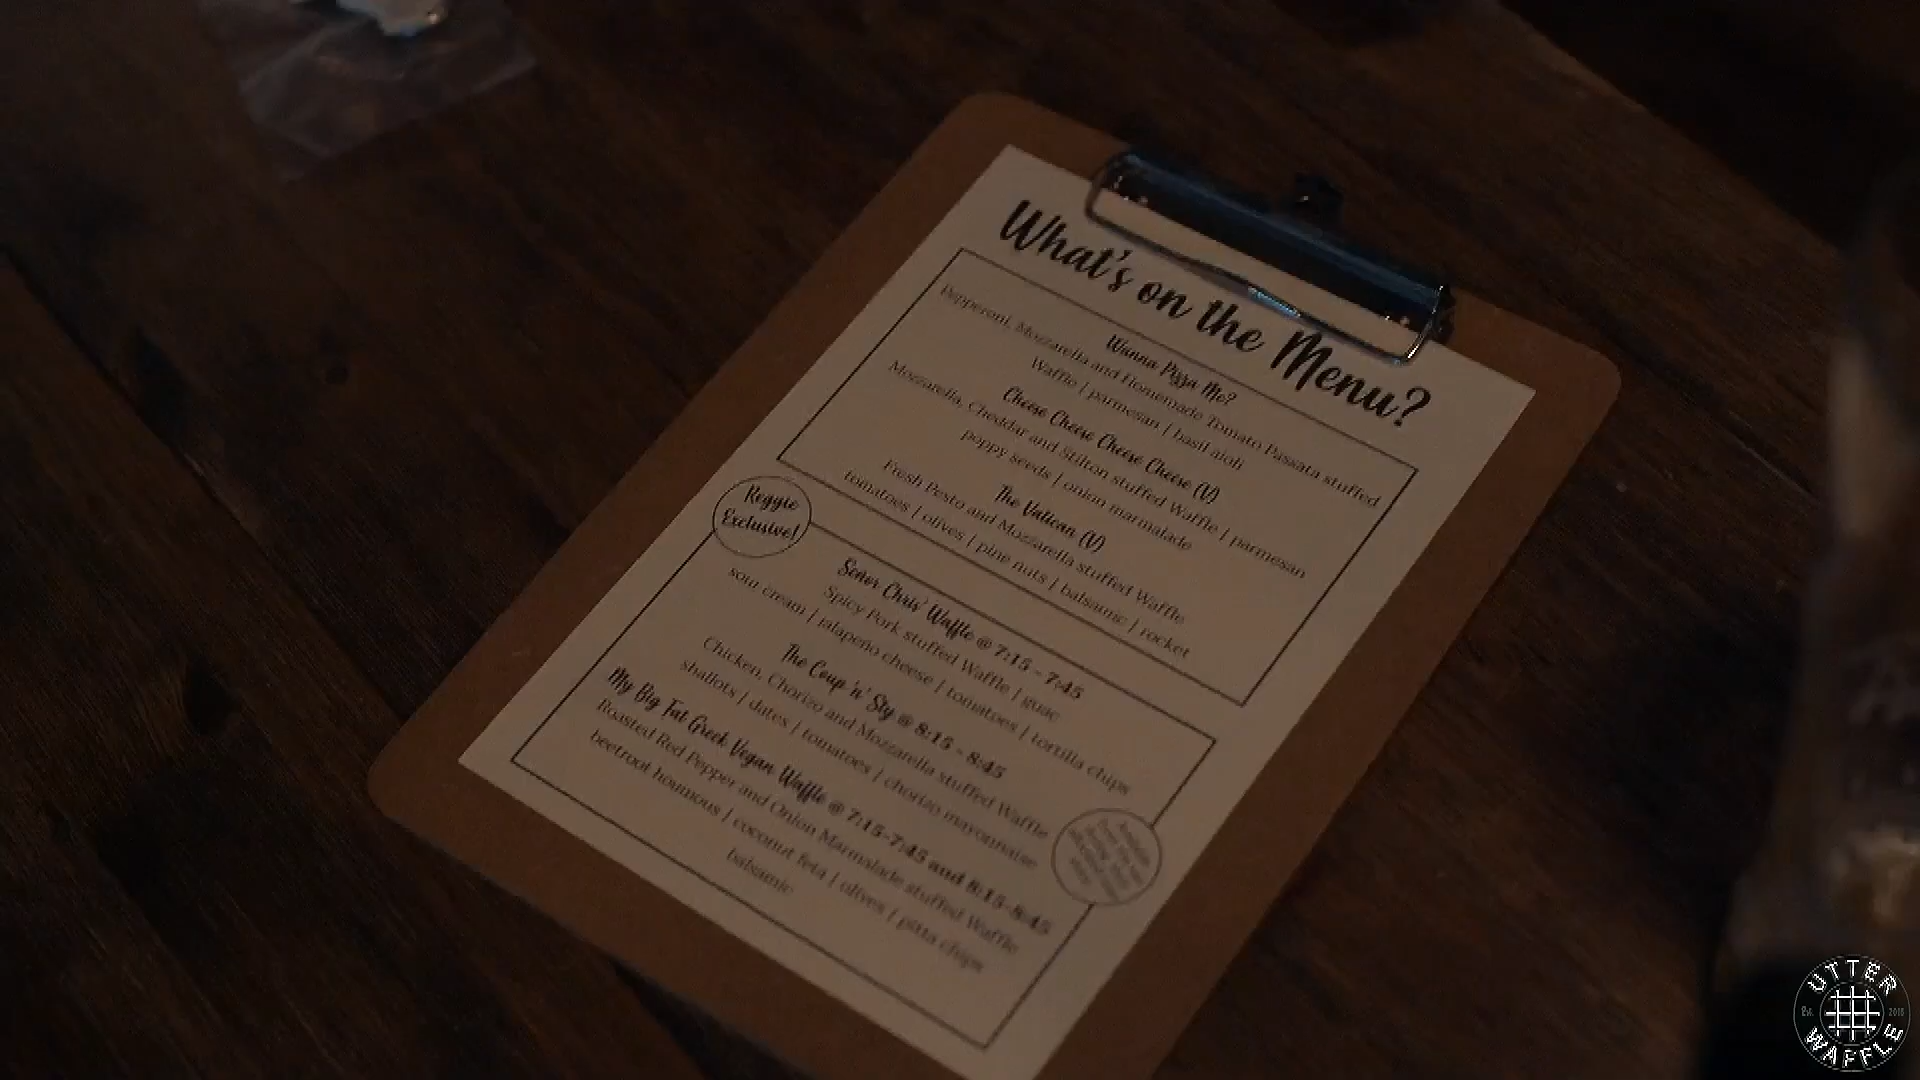 What's on the Menu?
Wanna Pizza Me?
Pepperoni, Mozzarella and Homemade Tomato Passata stuffed
Waffle | parmesan | basil aioli
Cheese Cheese Cheese Cheese (V)
Mozzarella, Cheddar and Stilton stuffed Waffle | parmesan
poppy seeds | onion marmalade
The Vatican (V)
Fresh Pesto and Mozzarella stuffed Waffle
tomatoes | olives | pine nuts | balsamic | rocket
Reggie
Exclusive!
Señor Chris' Waffle @ 7:15 - 7:45
Spicy Pork stuffed Waffle | guac
sour cream | jalapeño cheese | tomatoes | tortilla chips
The Coup 'n' Sty @ 8:15 - 8:45
Chicken, Chorizo and Mozzarella stuffed Waffle
shallots | dates | tomatoes | chorizo mayonnaise
My Big Fat Greek Vegan Waffle @ 7:15-7:45 and 8:15-8:45
Roasted Red Pepper and Onion Marmalade stuffed Waffle
beetroot houmous | coconut feta | olives | pitta chips
balsamic
UTTER
Est. 2018
WAFFLE